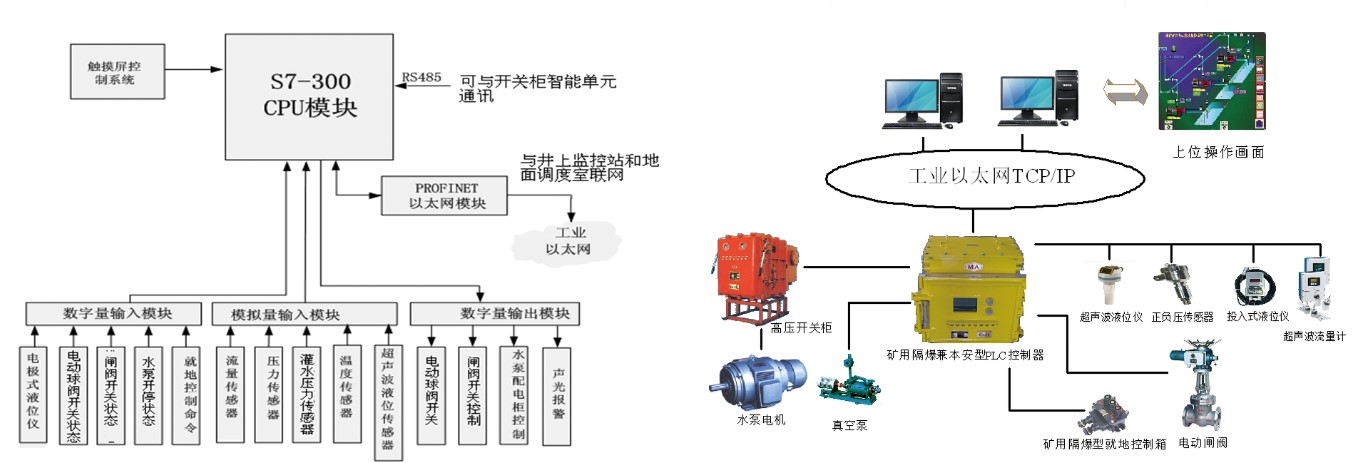 触摸屏控
制系统
S7-300
CPU模块
RS485
可与开关柜智能单元
通讯
与井上监控站和地
面调度室联网
PROFINET
以太网模块
工业
以太网
数字量输入模块
模拟量输入模块
数字量输出模块
电极式液位仪
电动球阀开关状态
闸阀开关状态
水泵开停状态
就地控制命令
流量传感器
压力传感器
灌水压力传感器
温度传感器
超声波液位传感器
电动球阀开关
闸阀开关控制
水泵配电柜控制
声光报警
上位操作画面
工业以太网TCP/IP
MA
高压开关柜
矿用隔爆兼本安型PLC控制器
超声波液位仪
正负压传感器
投入式液位仪
超声波流量计
水泵电机
真空泵
矿用隔爆型就地控制箱
电动闸阀